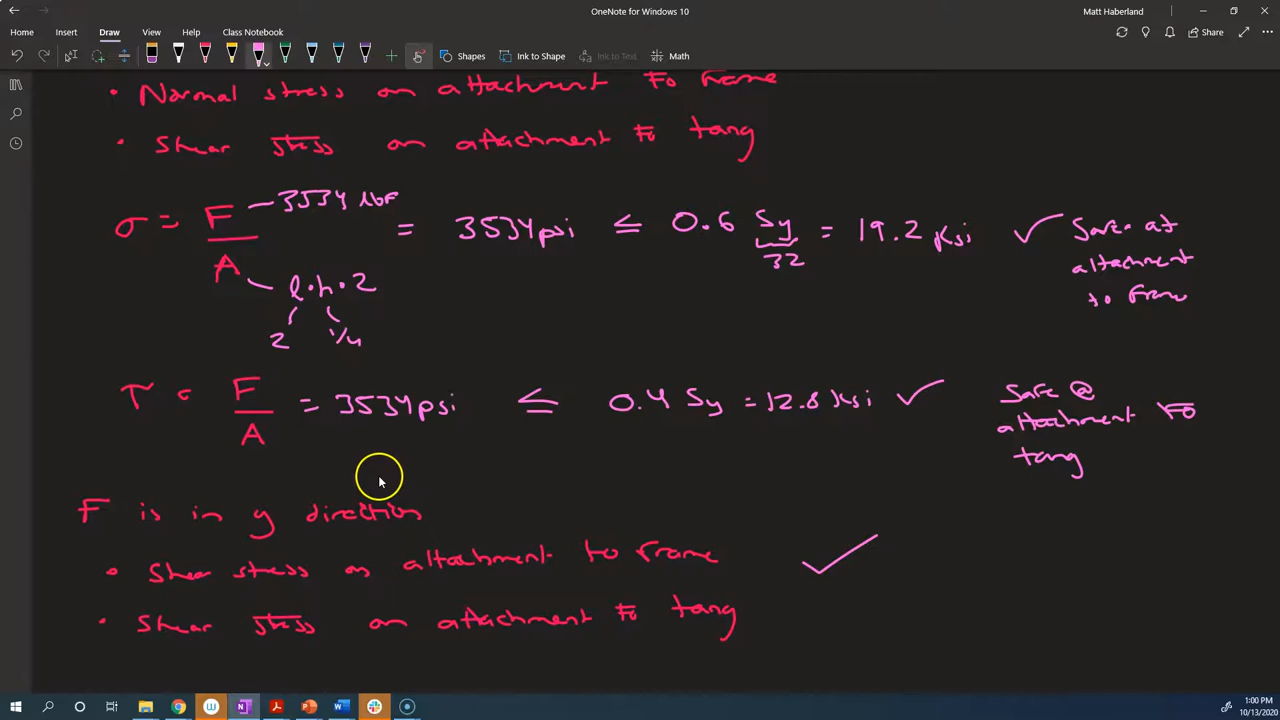 OneNote for Windows 10
Matt Haberland
Home Insert Draw View Help Class Notebook
Share
Shapes Ink to Shape Ink to Text Math
• Normal stress on attachment to frame
• Shear stress on attachment to tang
σ = F/A = 3534 psi ≤ 0.6 Sy = 19.2 Ksi ✓ Safe at
attachment
to Frame
3534 lbF
32
l·h·2
2 1/4
τ = F/A = 3534 psi ≤ 0.4 Sy = 12.8 Ksi ✓ Safe @
attachment to
tang
F is in y direction
• Shear stress on attachment to frame ✓
• Shear stress on attachment to tang
1:00 PM
10/13/2020